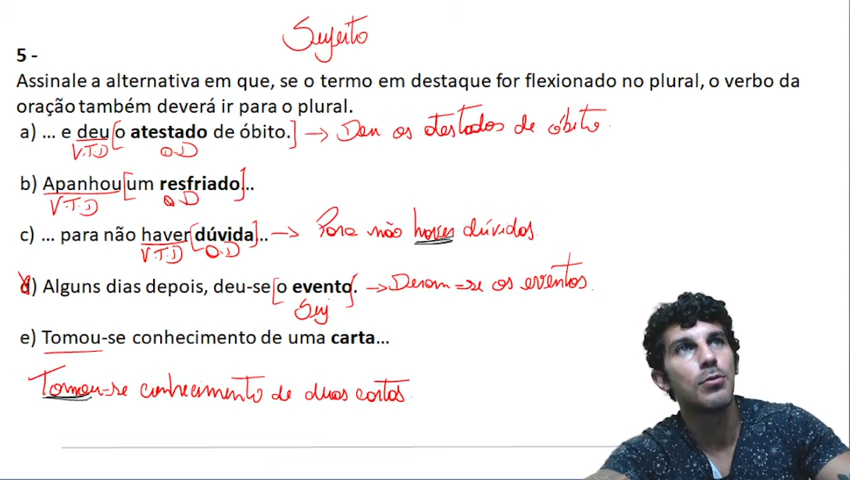 Sujeito
5 -
Assinale a alternativa em que, se o termo em destaque for flexionado no plural, o verbo da
oração também deverá ir para o plural.
a) ... e deu [o atestado de óbito.] → Deu os atestados de óbito.
V.T.D O.D
b) Apanhou [um resfriado]...
V.T.D O.D
c) ... para não haver [dúvida]... → Para não haver dúvidas.
V.T.D O.D
d) Alguns dias depois, deu-se [o evento]. → Deram-se os eventos.
Suj
e) Tomou-se conhecimento de uma carta...
Tomou-se conhecimento de duas cartas